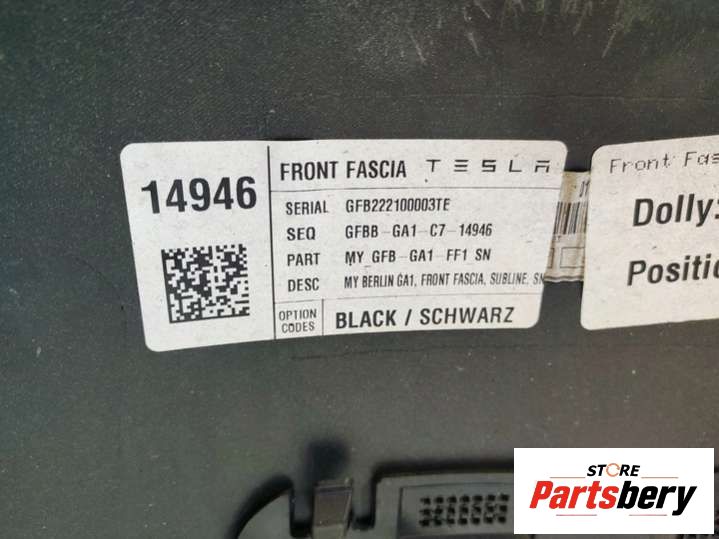 14946
FRONT FASCIA TESLA
SERIAL GFB222100003TE
SEQ GFBB-GA1-C7-14946
PART MY GFB-GA1-FF1 SN
DESC MY BERLIN GA1, FRONT FASCIA, SUBLINE, SN
OPTION CODES BLACK / SCHWARZ
Front Fas
Dolly:
Positio
STORE
Partsbery